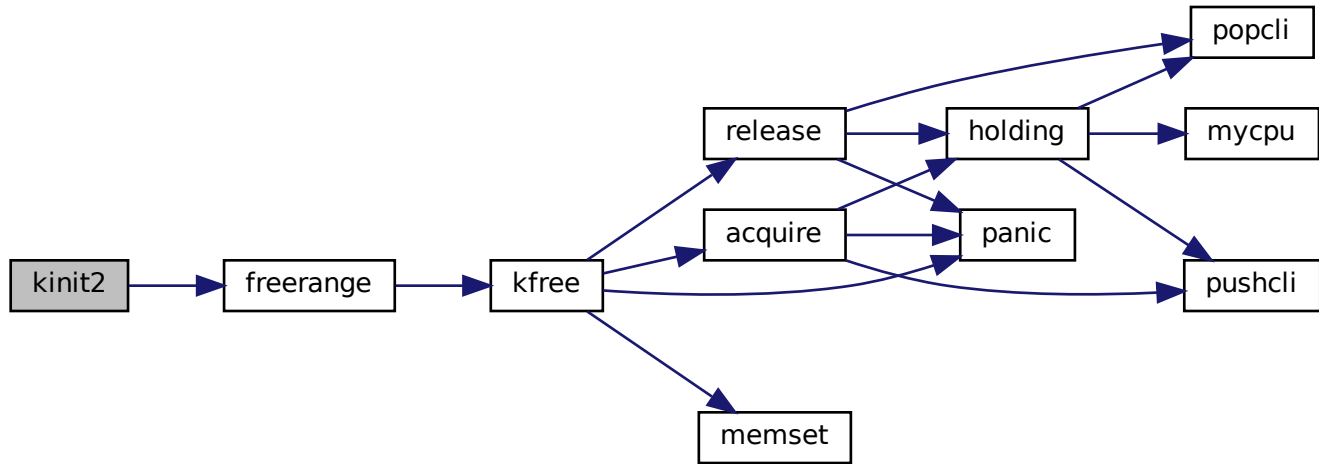 kinit2
freerange
kfree
release
acquire
memset
holding
panic
popcli
mycpu
pushcli